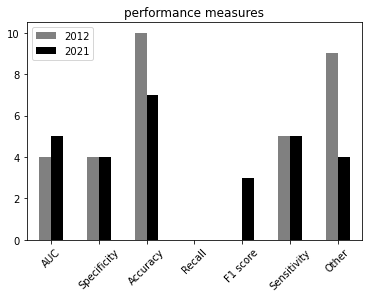 performance measures
2012
2021
10
8
6
4
2
0
AUC
Specificity
Accuracy
Recall
F1 score
Sensitivity
Other